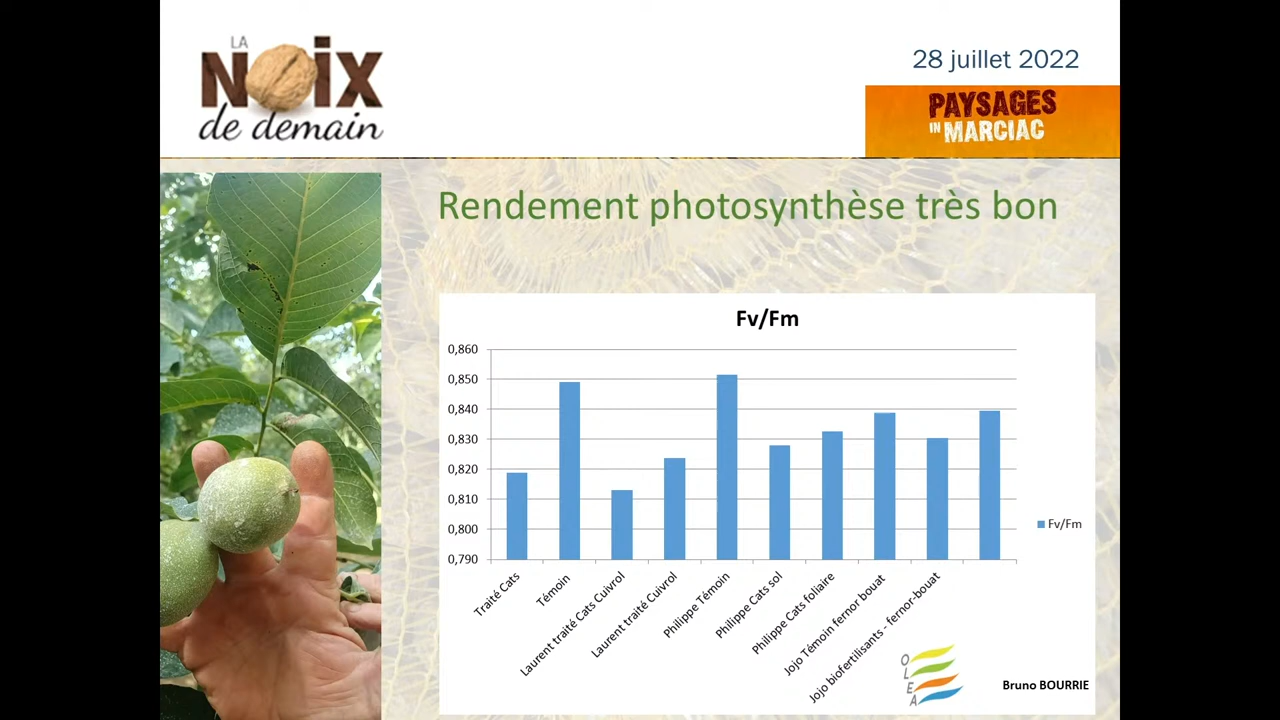 LA
NOIX
de demain
28 juillet 2022
PAYSAGES
IN MARCIAC
Rendement photosynthèse très bon
Fv/Fm
0,860
0,850
0,840
0,830
0,820
0,810
0,800
0,790
Traité Cats
Témoin
Laurent traité Cats Cuivrol
Laurent traité Cuivrol
Philippe Témoin
Philippe Cats sol
Philippe Cats foliaire
Jojo Témoin fernor bouat
Jojo biofertilisants - fernor-bouat
Fv/Fm
OLEA
Bruno BOURRIE